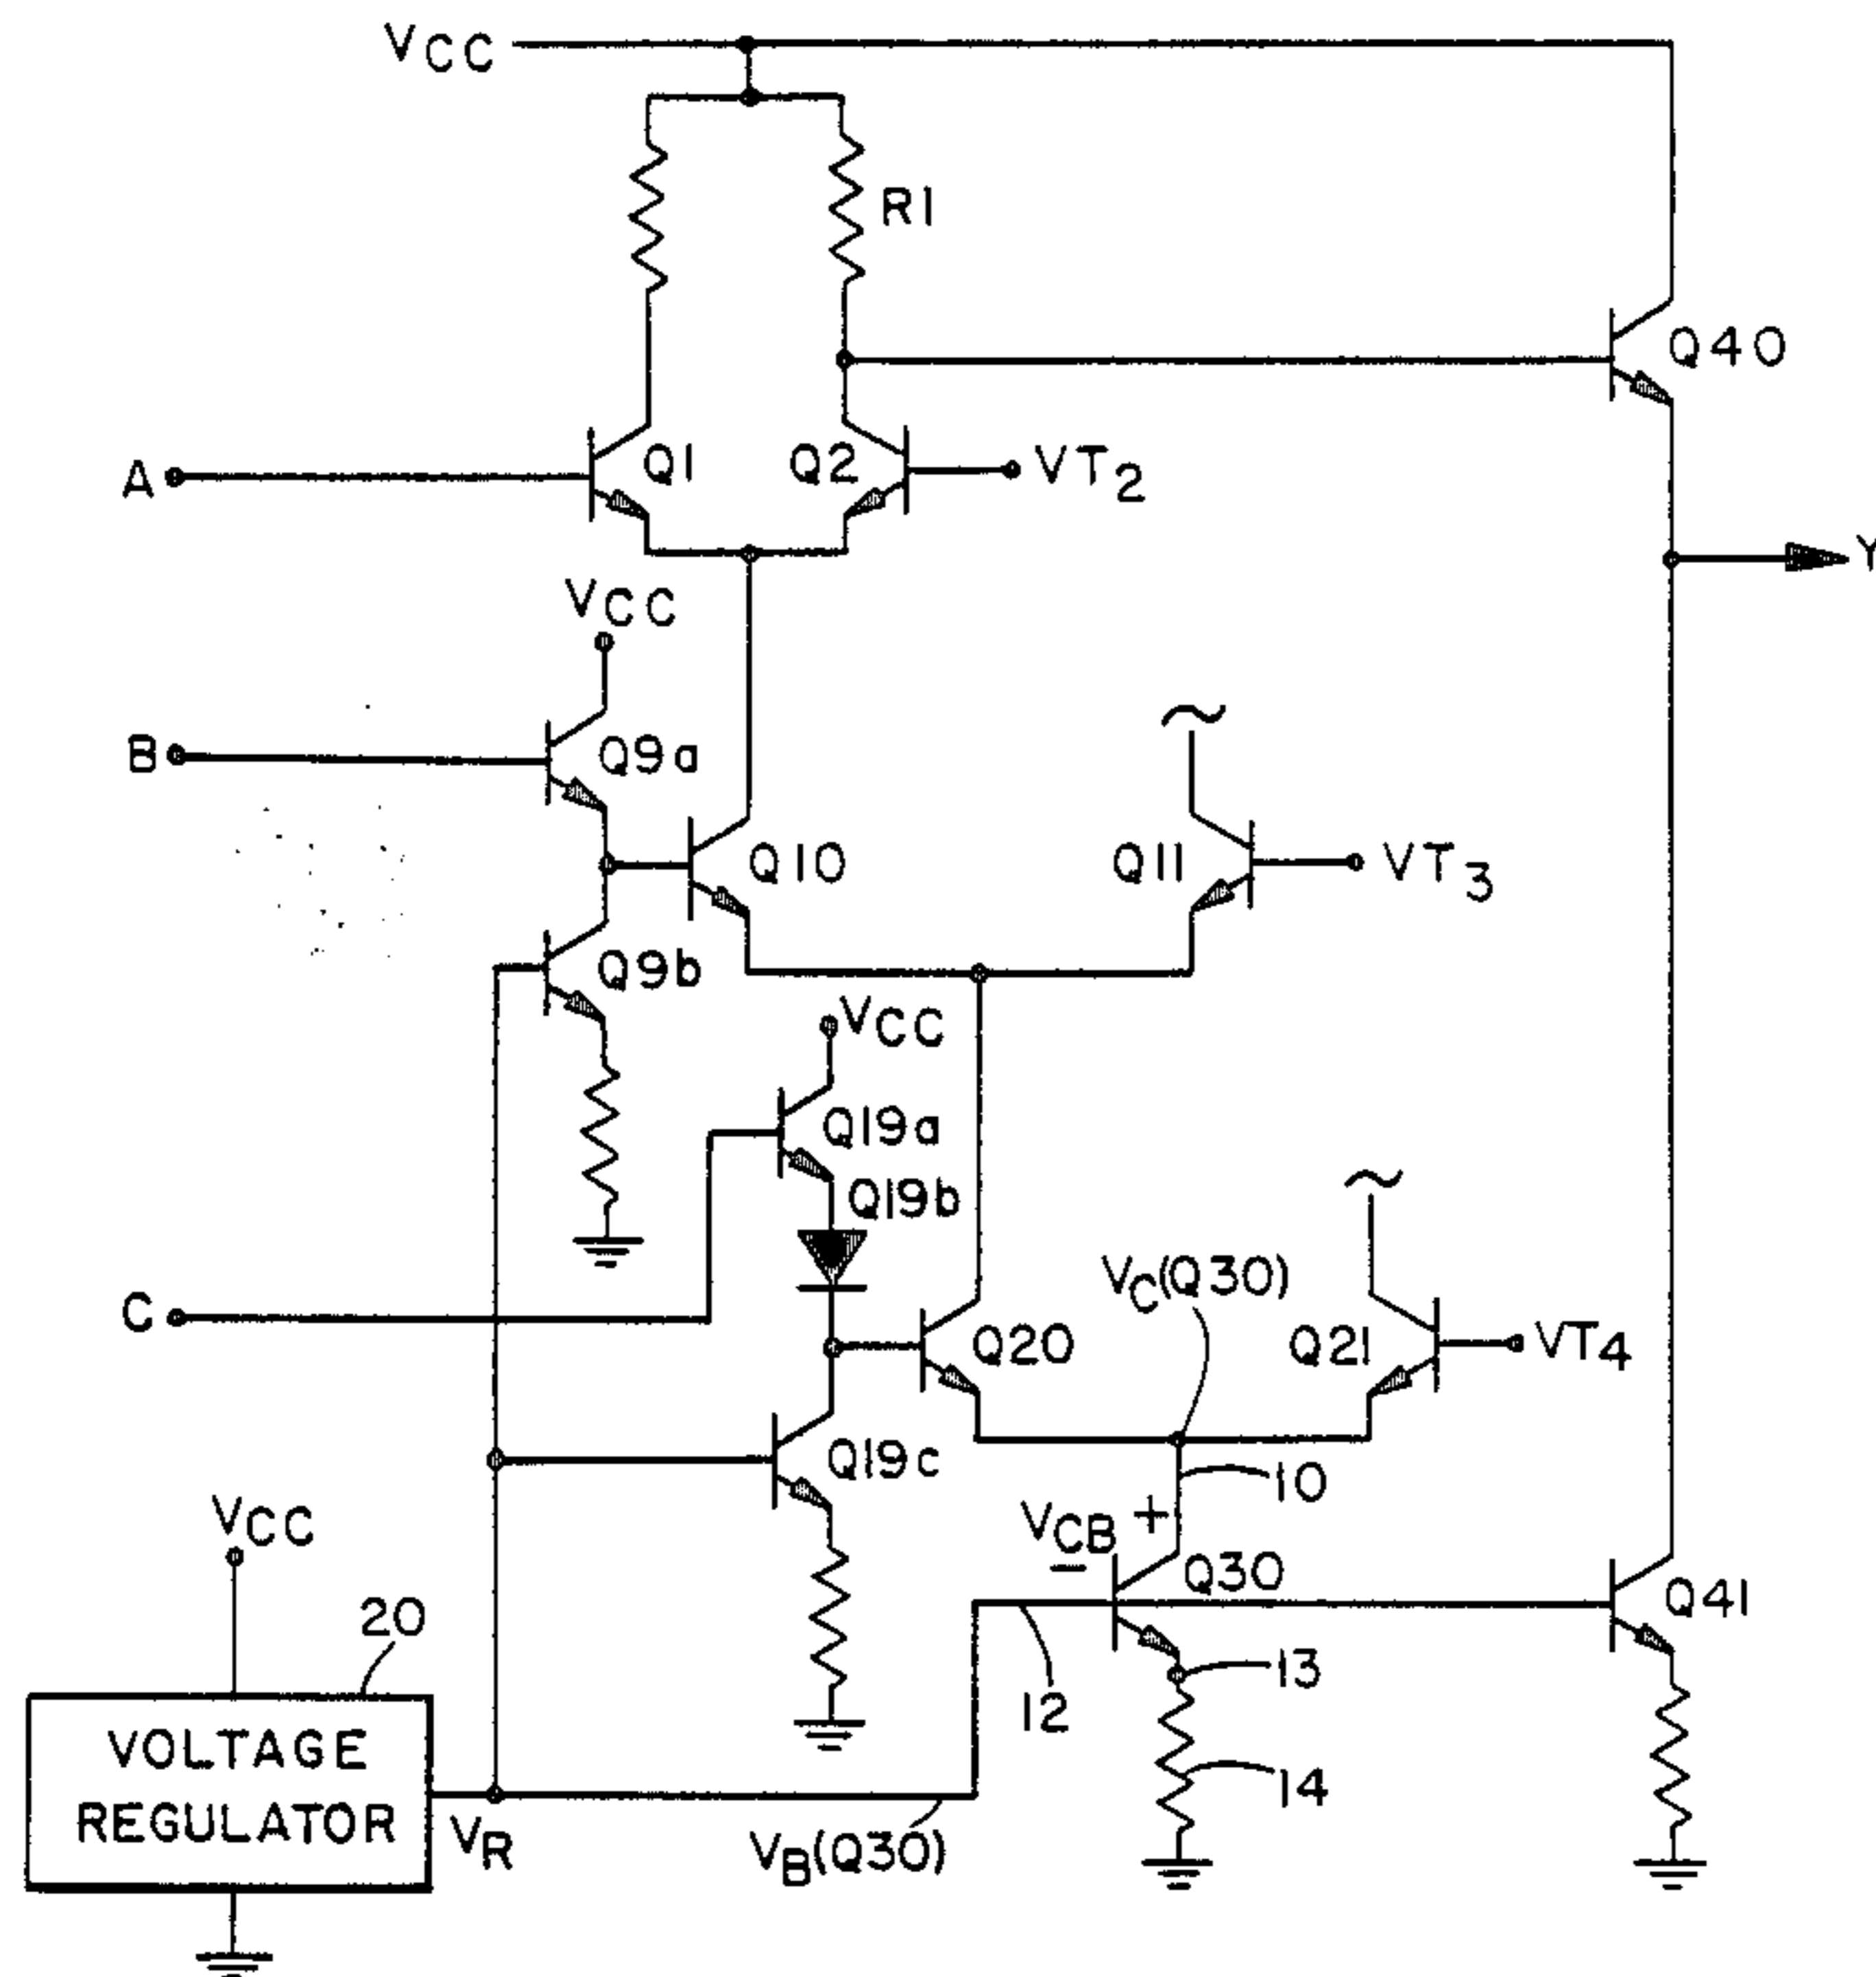 VCC
R1
Q40
A
Q1
Q2
VT2
Y
VCC
B
Q9a
Q10
Q11
VT3
Q9b
VCC
Q19a
Q19b
VC(Q30)
C
Q20
Q21
VT4
Q19c
10
VCC
VCB
+
−
Q30
Q41
20
13
12
VOLTAGE
REGULATOR
14
VR
VB(Q30)